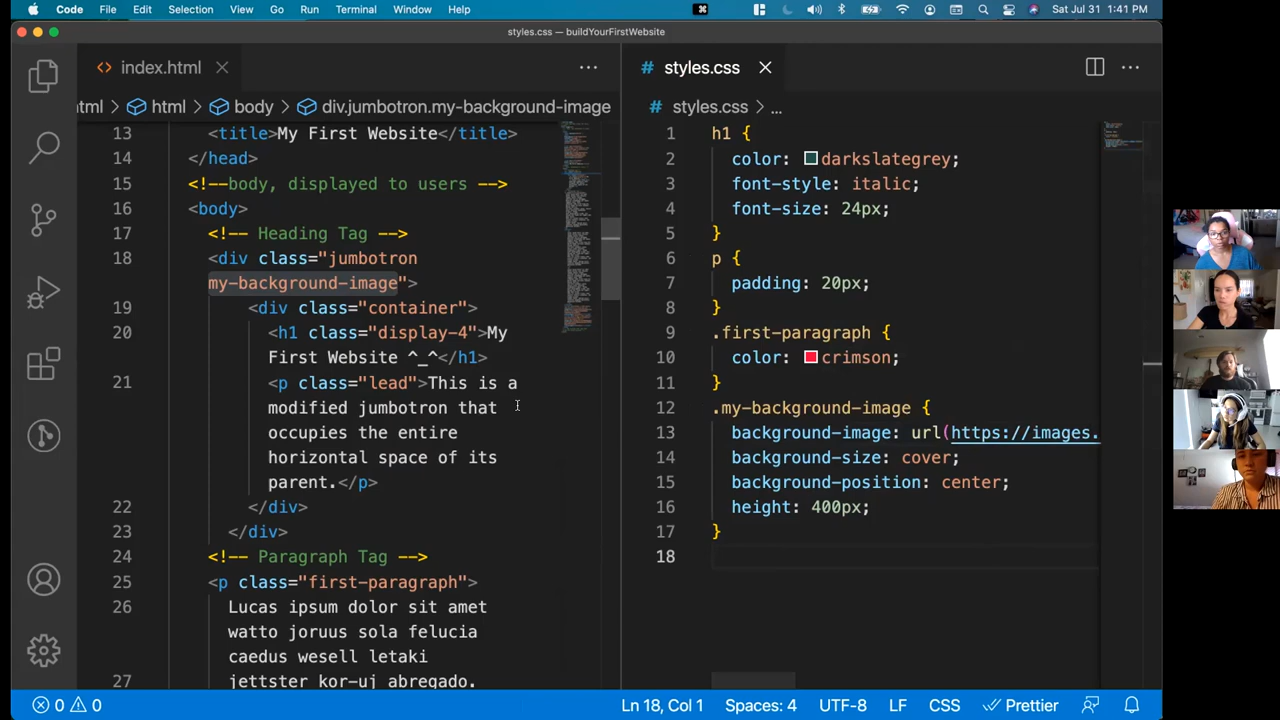 Code File Edit Selection View Go Run Terminal Window Help Sat Jul 31 1:41 PM
styles.css — buildYourFirstWebsite
<> index.html
html > html > body > div.jumbotron.my-background-image
13 <title>My First Website</title>
14 </head>
15 <!--body, displayed to users -->
16 <body>
17 <!-- Heading Tag -->
18 <div class="jumbotron
my-background-image">
19 <div class="container">
20 <h1 class="display-4">My
First Website ^_^</h1>
21 <p class="lead">This is a
modified jumbotron that
occupies the entire
horizontal space of its
parent.</p>
22 </div>
23 </div>
24 <!-- Paragraph Tag -->
25 <p class="first-paragraph">
26 Lucas ipsum dolor sit amet
watto joruus sola felucia
caedus wesell letaki
27 jettster kor-uj abregado.
# styles.css
# styles.css > ...
1 h1 {
2 color: darkslategrey;
3 font-style: italic;
4 font-size: 24px;
5 }
6 p {
7 padding: 20px;
8 }
9 .first-paragraph {
10 color: crimson;
11 }
12 .my-background-image {
13 background-image: url(https://images.
14 background-size: cover;
15 background-position: center;
16 height: 400px;
17 }
18
0 0 Ln 18, Col 1 Spaces: 4 UTF-8 LF CSS Prettier